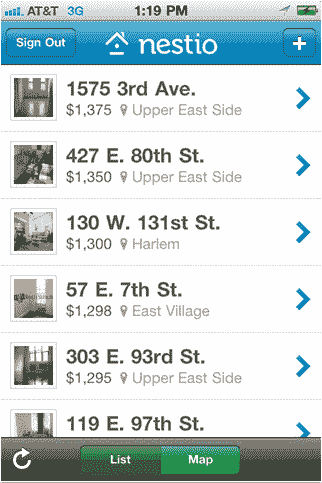 AT&T 3G 1:19 PM
Sign Out nestio +
1575 3rd Ave.
$1,375 Upper East Side
427 E. 80th St.
$1,350 Upper East Side
130 W. 131st St.
$1,300 Harlem
57 E. 7th St.
$1,298 East Village
303 E. 93rd St.
$1,295 Upper East Side
119 E. 97th St.
List Map